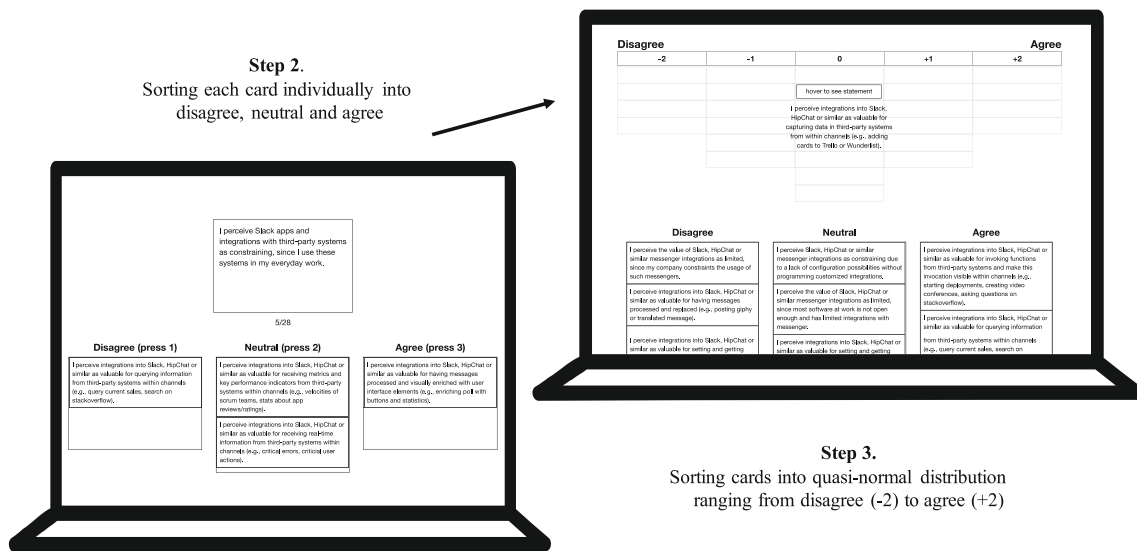 Step 2.
Sorting each card individually into
disagree, neutral and agree
I perceive Slack apps and
integrations with third-party systems
as constraining, since I use these
systems in my everyday work.
5/28
Disagree (press 1)
I perceive integrations into Slack, HipChat or
similar as valuable for querying information
from third-party systems within channels
(e.g., query current sales, search on
stackoverflow).
Neutral (press 2)
I perceive integrations into Slack, HipChat or
similar as valuable for receiving metrics and
key performance indicators from third-party
systems within channels (e.g., velocities of
scrum teams, stats about app
reviews/ratings).
I perceive integrations into Slack, HipChat or
similar as valuable for receiving real-time
information from third-party systems within
channels (e.g., critical errors, criticial user
actions).
Agree (press 3)
I perceive integrations into Slack, HipChat or
similar as valuable for having messages
processed and visually enriched with user
interface elements (e.g., enriching poll with
buttons and statistics).
Disagree Agree
-2 -1 0 +1 +2
hover to see statement
I perceive integrations into Slack,
HipChat or similar as valuable for
capturing data in third-party systems
from within channels (e.g., adding
cards to Trello or Wunderlist).
Disagree
I perceive the value of Slack, HipChat or
similar messenger integrations as limited,
since my company constraints the usage of
such messengers.
I perceive integrations into Slack, HipChat or
similar as valuable for having messages
processed and replaced (e.g., posting giphy
or translated message).
I perceive integrations into Slack, HipChat or
similar as valuable for setting and getting
Neutral
I perceive Slack, HipChat or similar
messenger integrations as constraining due
to a lack of configuration possibilities without
programming customized integrations.
I perceive the value of Slack, HipChat or
similar messenger integrations as limited,
since most software at work is not open
enough and has limited integrations with
messenger.
I perceive integrations into Slack, HipChat or
similar as valuable for setting and getting
Agree
I perceive integrations into Slack, HipChat or
similar as valuable for invoking functions
from third-party systems and make this
invocation visible within channels (e.g.,
starting deployments, creating video
conferences, asking questions on
stackoverflow).
I perceive integrations into Slack, HipChat or
similar as valuable for querying information
from third-party systems within channels
(e.g., query current sales, search on
Step 3.
Sorting cards into quasi-normal distribution
ranging from disagree (-2) to agree (+2)